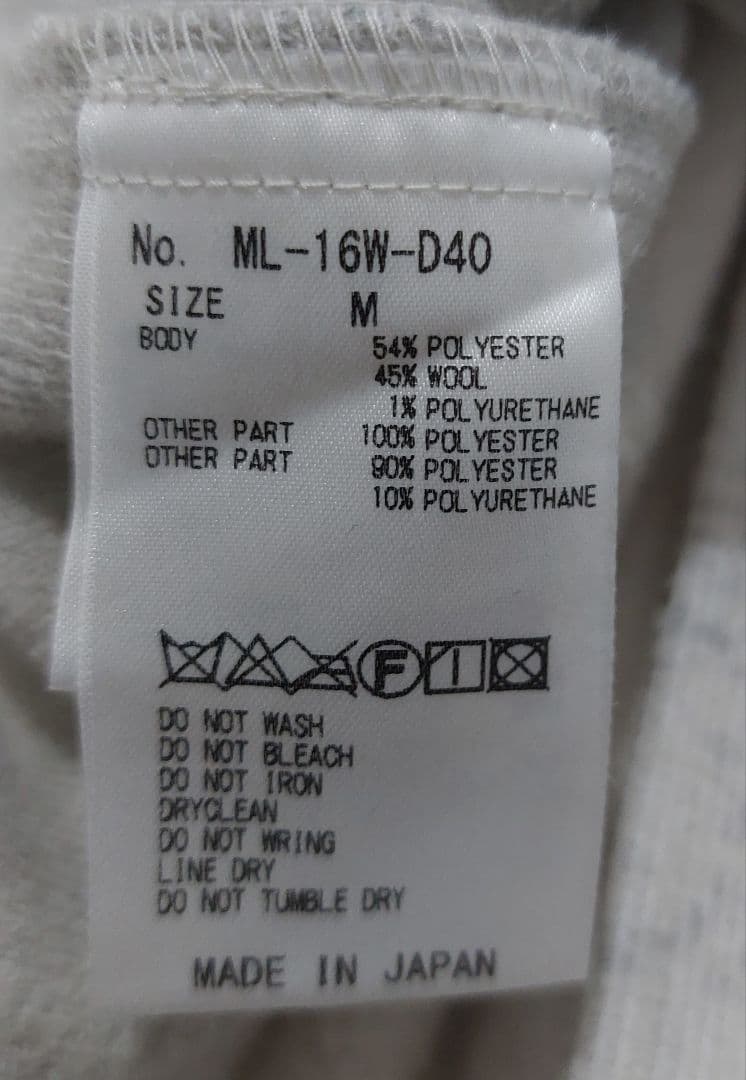 No. ML-16W-D40
SIZE M
BODY 54% POLYESTER
45% WOOL
1% POLYURETHANE
OTHER PART 100% POLYESTER
OTHER PART 90% POLYESTER
10% POLYURETHANE
F
DO NOT WASH
DO NOT BLEACH
DO NOT IRON
DRYCLEAN
DO NOT WRING
LINE DRY
DO NOT TUMBLE DRY
MADE IN JAPAN